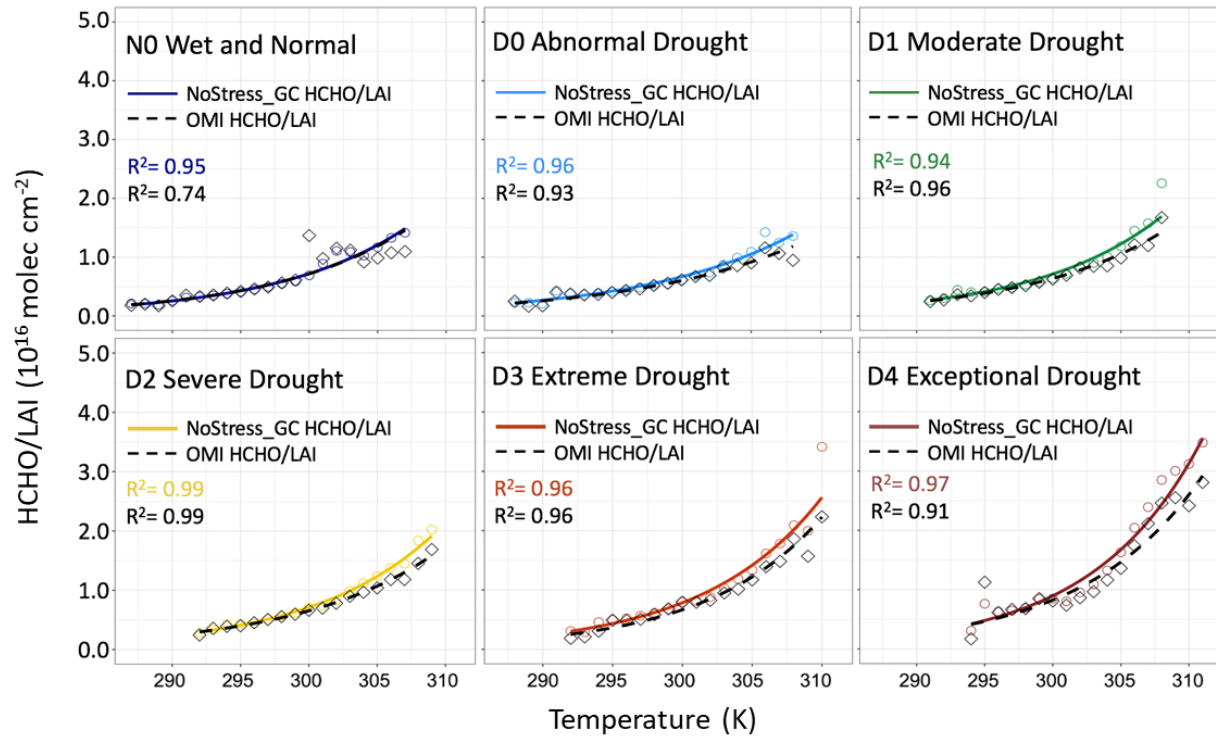 HCHO/LAI (10¹⁶ molec cm⁻²)
5.0
4.0
3.0
2.0
1.0
0.0
N0 Wet and Normal
NoStress_GC HCHO/LAI
OMI HCHO/LAI
R²= 0.95
R²= 0.74
D0 Abnormal Drought
NoStress_GC HCHO/LAI
OMI HCHO/LAI
R²= 0.96
R²= 0.93
D1 Moderate Drought
NoStress_GC HCHO/LAI
OMI HCHO/LAI
R²= 0.94
R²= 0.96
5.0
4.0
3.0
2.0
1.0
0.0
D2 Severe Drought
NoStress_GC HCHO/LAI
OMI HCHO/LAI
R²= 0.99
R²= 0.99
D3 Extreme Drought
NoStress_GC HCHO/LAI
OMI HCHO/LAI
R²= 0.96
R²= 0.96
D4 Exceptional Drought
NoStress_GC HCHO/LAI
OMI HCHO/LAI
R²= 0.97
R²= 0.91
290 295 300 305 310
290 295 300 305 310
290 295 300 305 310
Temperature (K)